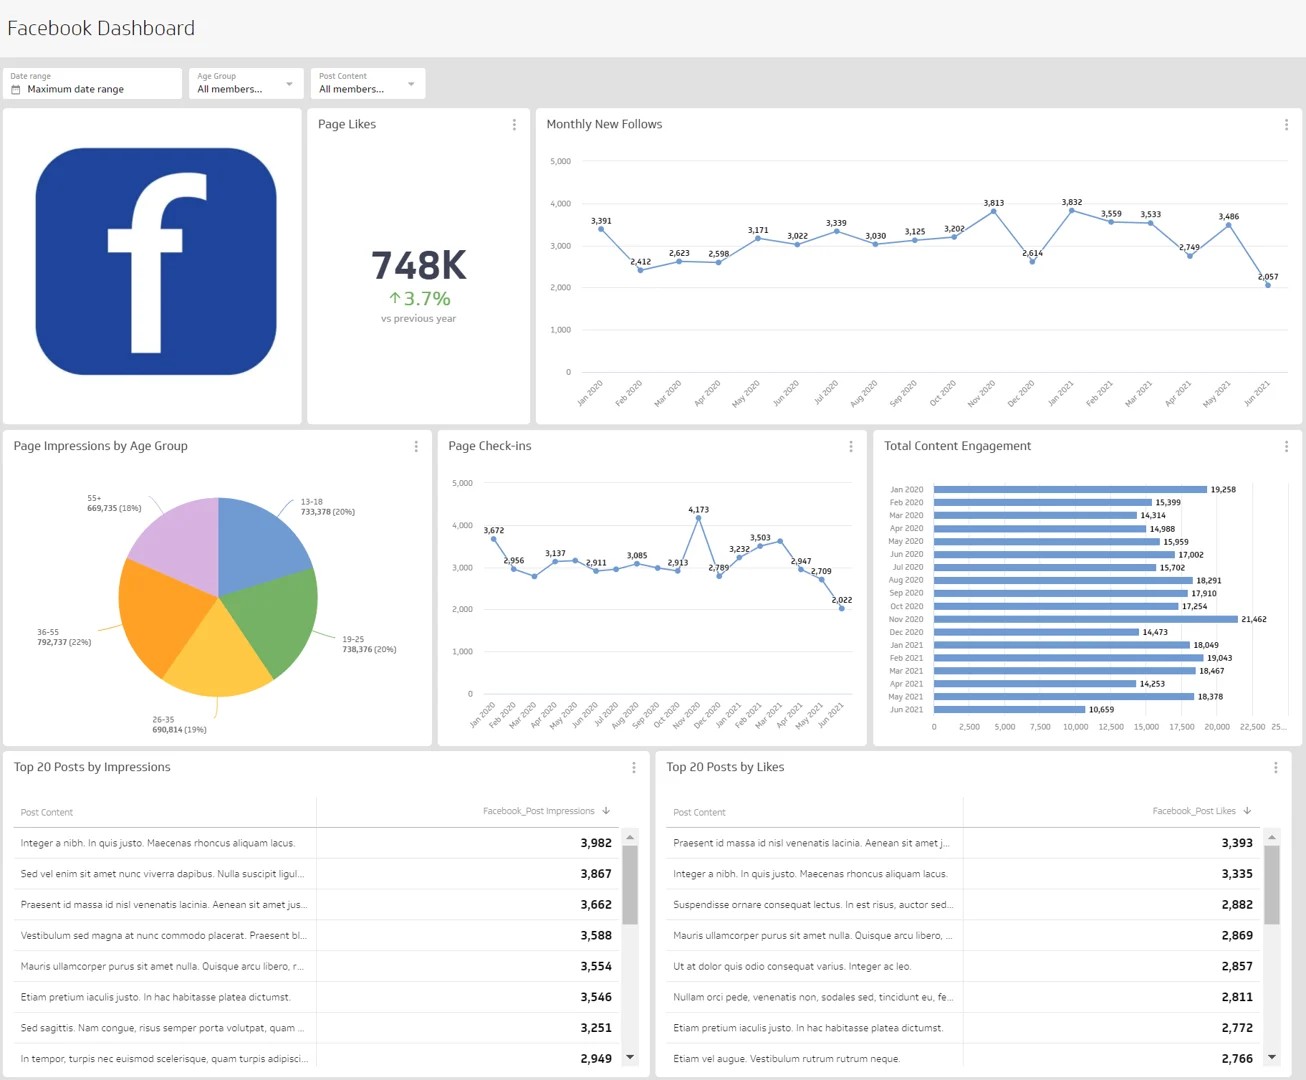 Facebook Dashboard
Date range
Maximum date range
Age Group
All members...
Post Content
All members...
f
Page Likes
748K
↑3.7%
vs previous year
Monthly New Follows
5,000
4,000
3,000
2,000
1,000
0
3,391
2,412
2,623
2,598
3,171
3,022
3,339
3,030
3,125
3,202
3,813
2,614
3,832
3,559
3,533
2,749
3,486
2,057
Jan 2020
Feb 2020
Mar 2020
Apr 2020
May 2020
Jun 2020
Jul 2020
Aug 2020
Sep 2020
Oct 2020
Nov 2020
Dec 2020
Jan 2021
Feb 2021
Mar 2021
Apr 2021
May 2021
Jun 2021
Page Impressions by Age Group
55+
669,735 (18%)
13-18
733,378 (20%)
36-55
792,737 (22%)
19-25
738,376 (20%)
26-35
690,814 (19%)
Page Check-ins
5,000
4,000
3,000
2,000
1,000
0
3,672
2,956
3,137
2,911
3,085
2,913
4,173
2,789
3,232
3,503
2,947
2,709
2,022
Jan 2020
Feb 2020
Mar 2020
Apr 2020
May 2020
Jun 2020
Jul 2020
Aug 2020
Sep 2020
Oct 2020
Nov 2020
Dec 2020
Jan 2021
Feb 2021
Mar 2021
Apr 2021
May 2021
Jun 2021
Total Content Engagement
Jan 2020 19,258
Feb 2020 15,399
Mar 2020 14,314
Apr 2020 14,988
May 2020 15,959
Jun 2020 17,002
Jul 2020 15,702
Aug 2020 18,291
Sep 2020 17,910
Oct 2020 17,254
Nov 2020 21,462
Dec 2020 14,473
Jan 2021 18,049
Feb 2021 19,043
Mar 2021 18,467
Apr 2021 14,253
May 2021 18,378
Jun 2021 10,659
0 2,500 5,000 7,500 10,000 12,500 15,000 17,500 20,000 22,500 25...
Top 20 Posts by Impressions
Post Content Facebook_Post Impressions ↓
Integer a nibh. In quis justo. Maecenas rhoncus aliquam lacus. 3,982
Sed vel enim sit amet nunc viverra dapibus. Nulla suscipit ligul... 3,867
Praesent id massa id nisl venenatis lacinia. Aenean sit amet jus... 3,662
Vestibulum sed magna at nunc commodo placerat. Praesent bl... 3,588
Mauris ullamcorper purus sit amet nulla. Quisque arcu libero, r... 3,554
Etiam pretium iaculis justo. In hac habitasse platea dictumst. 3,546
Sed sagittis. Nam congue, risus semper porta volutpat, quam ... 3,251
In tempor, turpis nec euismod scelerisque, quam turpis adipisci... 2,949
Top 20 Posts by Likes
Post Content Facebook_Post Likes ↓
Praesent id massa id nisl venenatis lacinia. Aenean sit amet j... 3,393
Integer a nibh. In quis justo. Maecenas rhoncus aliquam lacus. 3,335
Suspendisse ornare consequat lectus. In est risus, auctor sed... 2,882
Mauris ullamcorper purus sit amet nulla. Quisque arcu libero, ... 2,869
Ut at dolor quis odio consequat varius. Integer ac leo. 2,857
Nullam orci pede, venenatis non, sodales sed, tincidunt eu, fe... 2,811
Etiam pretium iaculis justo. In hac habitasse platea dictumst. 2,772
Etiam vel augue. Vestibulum rutrum rutrum neque. 2,766